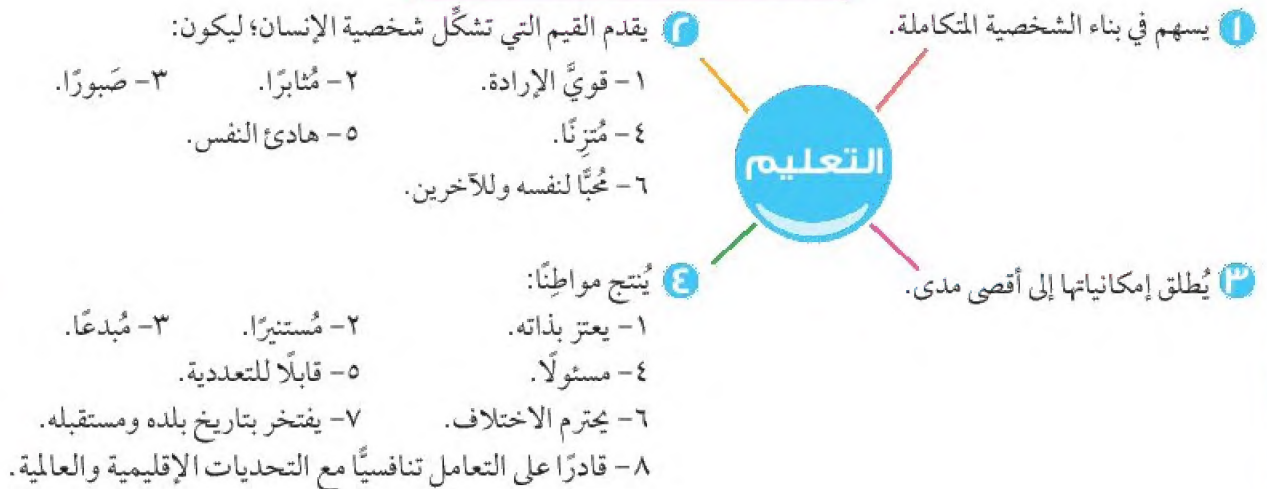 ١ يسهم في بناء الشخصية المتكاملة.
٢ يقدم القيم التي تشكِّل شخصية الإنسان؛ ليكون:
١- قويَّ الإرادة. ٢- مُثابرًا. ٣- صَبورًا.
٤- مُتزِنًا. ٥- هادئ النفس.
٦- مُحبًّا لنفسه وللآخرين.
التعليم
٣ يُطلق إمكانياتها إلى أقصى مدى.
٤ يُنتج مواطِنًا:
١- يعتز بذاته. ٢- مُستنيرًا. ٣- مُبدعًا.
٤- مسئولًا. ٥- قابلًا للتعددية.
٦- يحترم الاختلاف. ٧- يفتخر بتاريخ بلده ومستقبله.
٨- قادرًا على التعامل تنافسيًّا مع التحديات الإقليمية والعالمية.